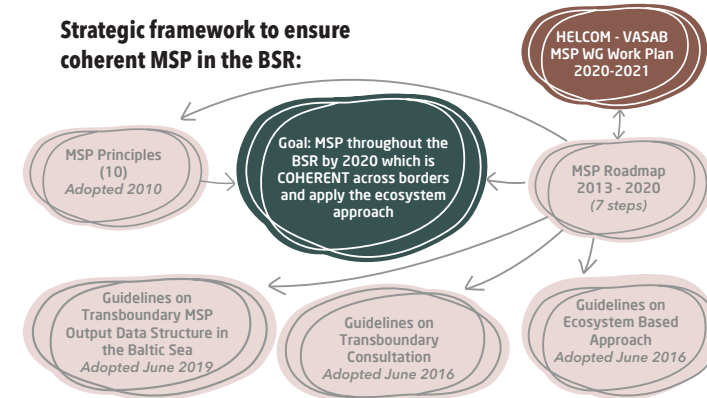 Strategic framework to ensure
coherent MSP in the BSR:
HELCOM - VASAB
MSP WG Work Plan
2020-2021
MSP Principles
(10)
Adopted 2010
Goal: MSP throughout the
BSR by 2020 which is
COHERENT across borders
and apply the ecosystem
approach
MSP Roadmap
2013 - 2020
(7 steps)
Guidelines on
Transboundary MSP
Output Data Structure in
the Baltic Sea
Adopted June 2019
Guidelines on
Transboundary
Consultation
Adopted June 2016
Guidelines on
Ecosystem Based
Approach
Adopted June 2016